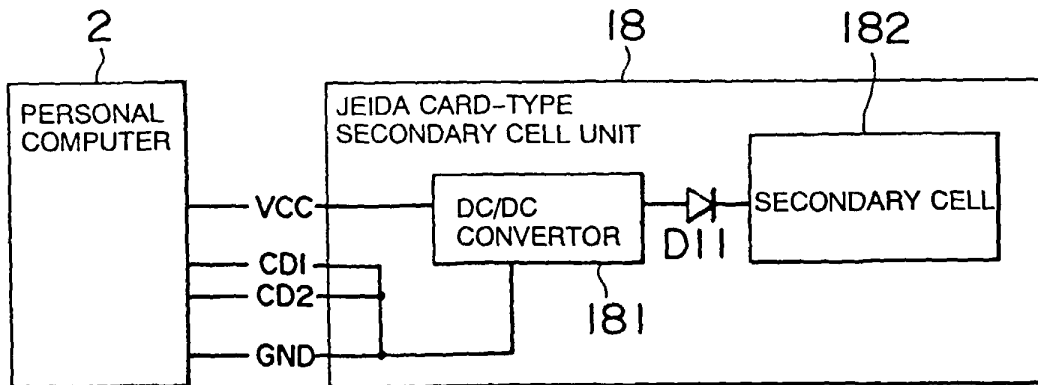 2
18
182
PERSONAL
COMPUTER
JEIDA CARD-TYPE
SECONDARY CELL UNIT
VCC
DC/DC
CONVERTOR
D11
SECONDARY CELL
CD1
CD2
181
GND